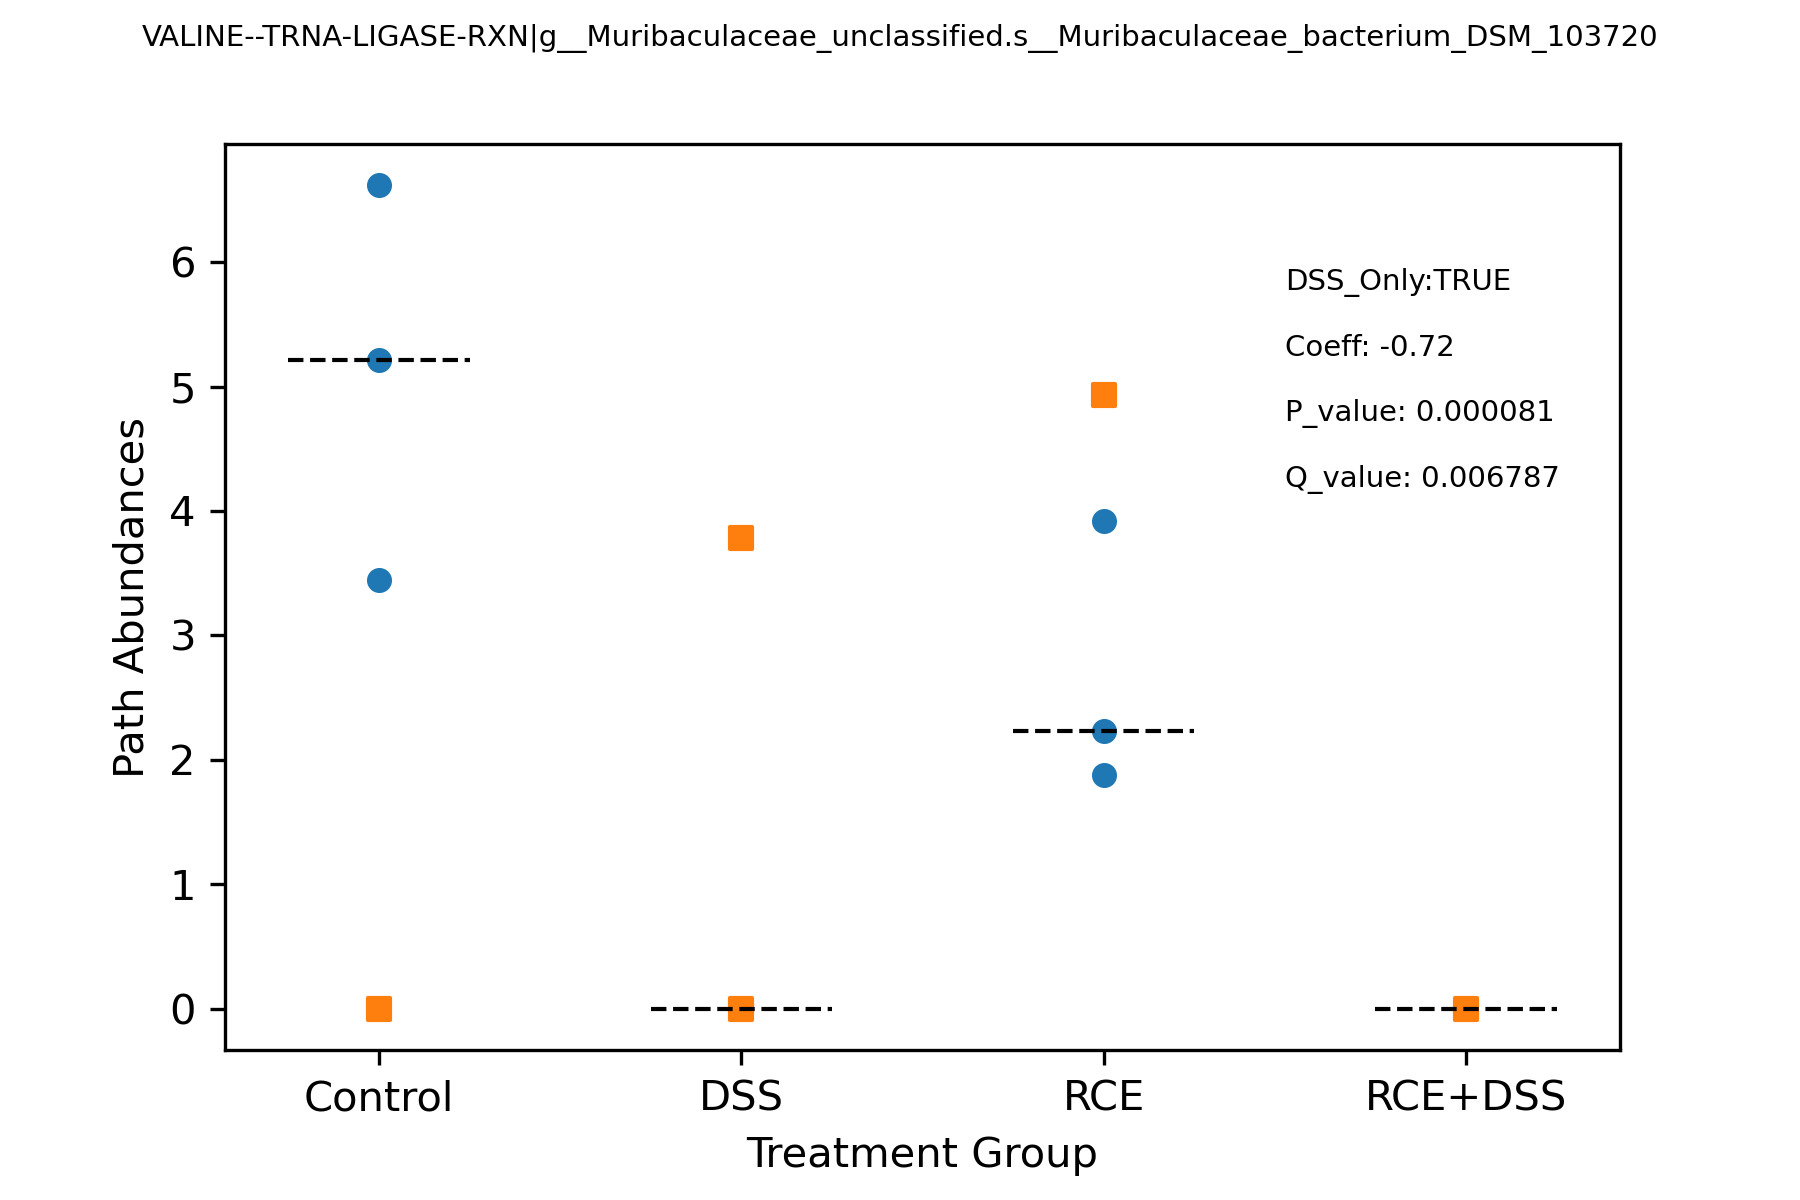 VALINE--TRNA-LIGASE-RXN|g__Muribaculaceae_unclassified.s__Muribaculaceae_bacterium_DSM_103720
6
5
4
3
2
1
0
Path Abundances
DSS_Only:TRUE
Coeff: -0.72
P_value: 0.000081
Q_value: 0.006787
Control DSS RCE RCE+DSS
Treatment Group